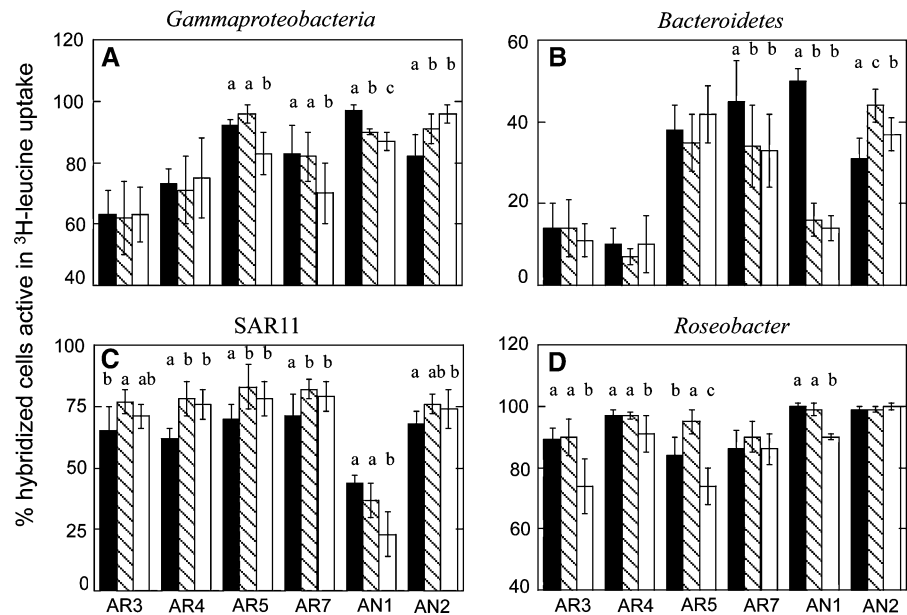 Gammaproteobacteria
Bacteroidetes
% hybridized cells active in ³H-leucine uptake
120
A
100
80
60
40
a a b
a a b
a b c
a b b
60
B
40
20
0
a b b
a b b
a c b
SAR11
Roseobacter
100
C
75
50
25
0
b a ab
a b b
a b b
a b b
a a b
a ab b
AR3 AR4 AR5 AR7 AN1 AN2
120
D
100
80
60
40
a a b
a a b
b a c
a a b
AR3 AR4 AR5 AR7 AN1 AN2